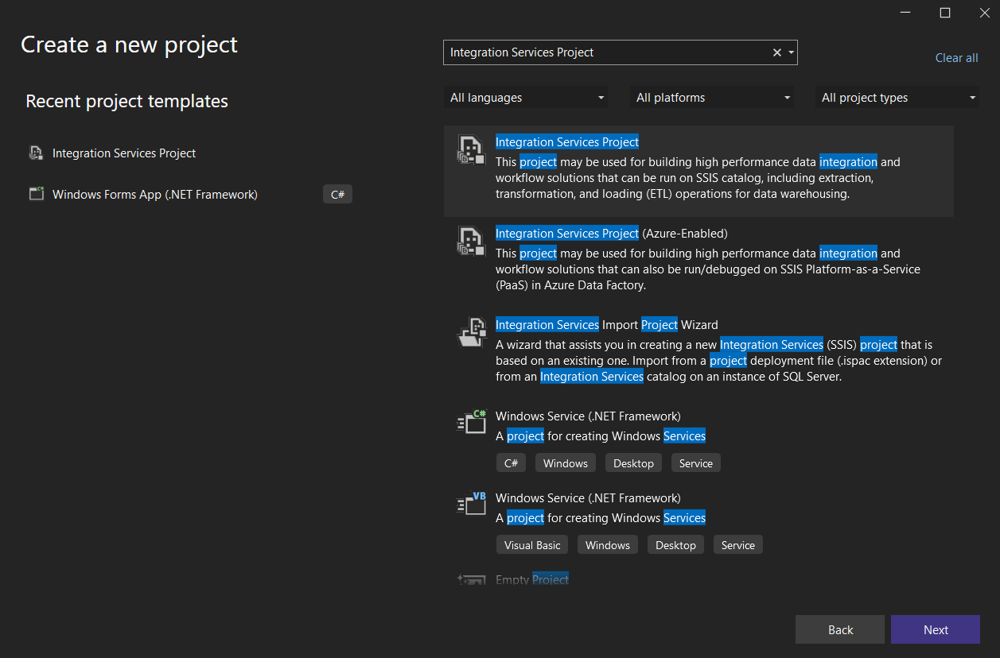 Create a new project
Integration Services Project
Clear all
Recent project templates
All languages
All platforms
All project types
Integration Services Project
Windows Forms App (.NET Framework)
C#
Integration Services Project
This project may be used for building high performance data integration and
workflow solutions that can be run on SSIS catalog, including extraction,
transformation, and loading (ETL) operations for data warehousing.
Integration Services Project (Azure-Enabled)
This project may be used for building high performance data integration and
workflow solutions that can also be run/debugged on SSIS Platform-as-a-Service
(PaaS) in Azure Data Factory.
Integration Services Import Project Wizard
A wizard that assists you in creating a new Integration Services (SSIS) project that is
based on an existing one. Import from a project deployment file (.ispac extension) or
from an Integration Services catalog on an instance of SQL Server.
C#
Windows Service (.NET Framework)
A project for creating Windows Services
C#
Windows
Desktop
Service
VB
Windows Service (.NET Framework)
A project for creating Windows Services
Visual Basic
Windows
Desktop
Service
Empty Project
Back
Next